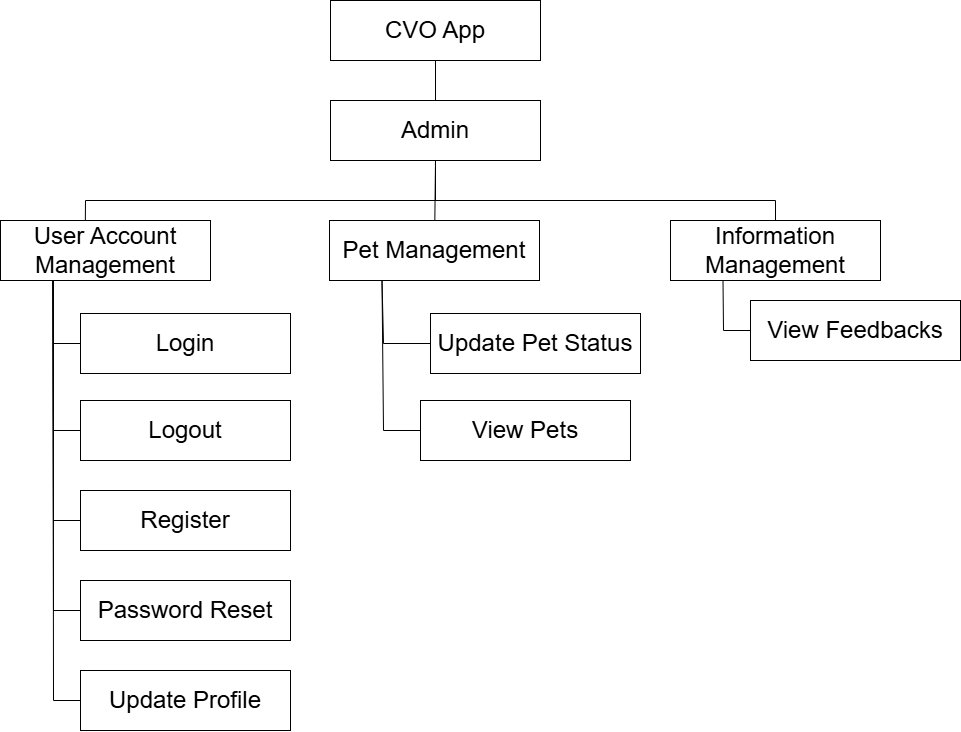 CVO App
Admin
User Account
Management
Pet Management
Information
Management
Login
Update Pet Status
View Feedbacks
Logout
View Pets
Register
Password Reset
Update Profile